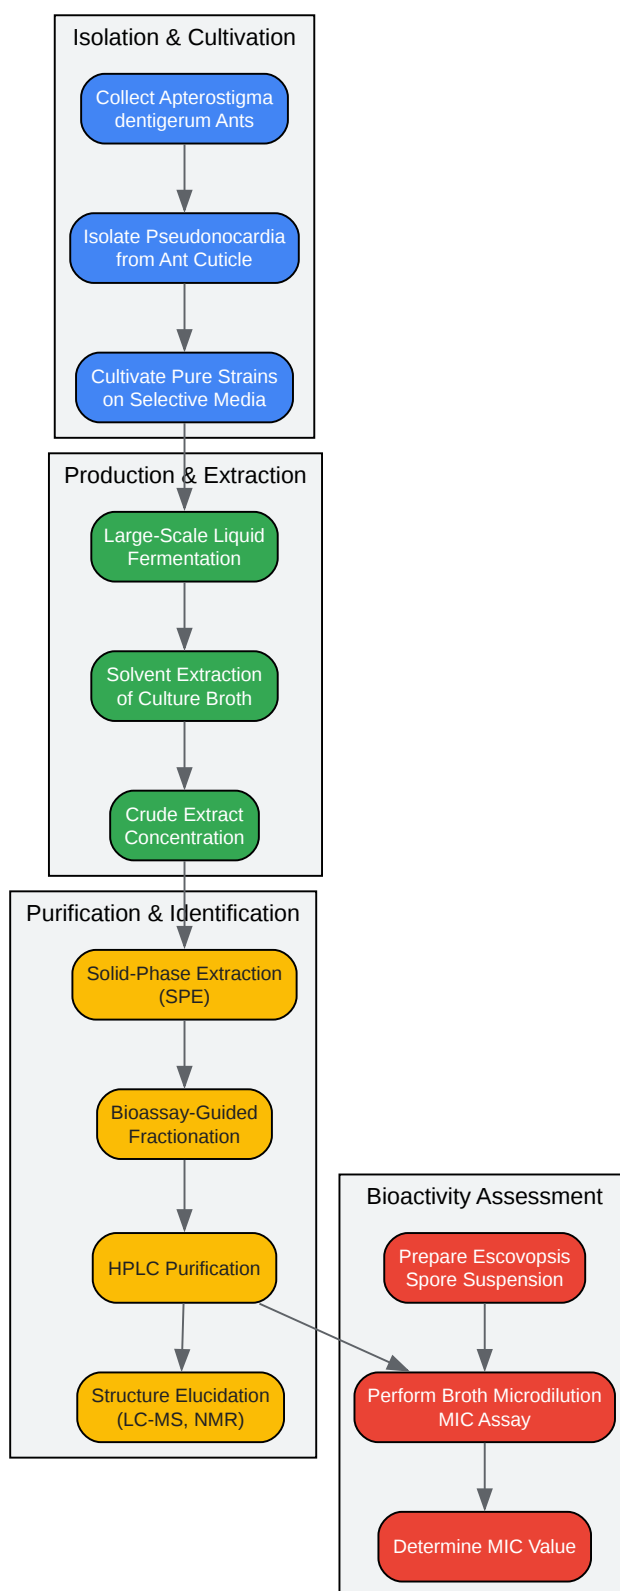 Isolation & Cultivation
Collect Apterostigma
dentigerum Ants
Isolate Pseudonocardia
from Ant Cuticle
Cultivate Pure Strains
on Selective Media
Production & Extraction
Large-Scale Liquid
Fermentation
Solvent Extraction
of Culture Broth
Crude Extract
Concentration
Purification & Identification
Solid-Phase Extraction
(SPE)
Bioassay-Guided
Fractionation
HPLC Purification
Structure Elucidation
(LC-MS, NMR)
Bioactivity Assessment
Prepare Escovopsis
Spore Suspension
Perform Broth Microdilution
MIC Assay
Determine MIC Value